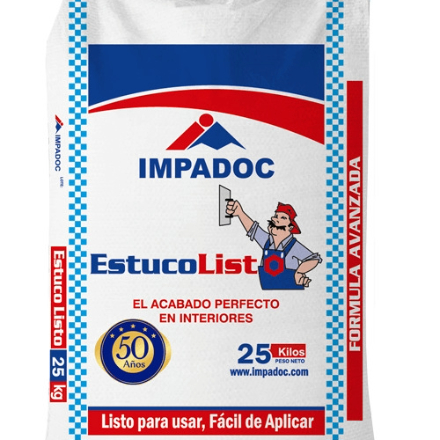 IMPADOC
EstucoListo
EL ACABADO PERFECTO
EN INTERIORES
50
Años
25 Kilos
PESO NETO
www.impadoc.com
Listo para usar, Fácil de Aplicar
IMPADOC
Estuco Listo 25 kg
FORMULA AVANZADA